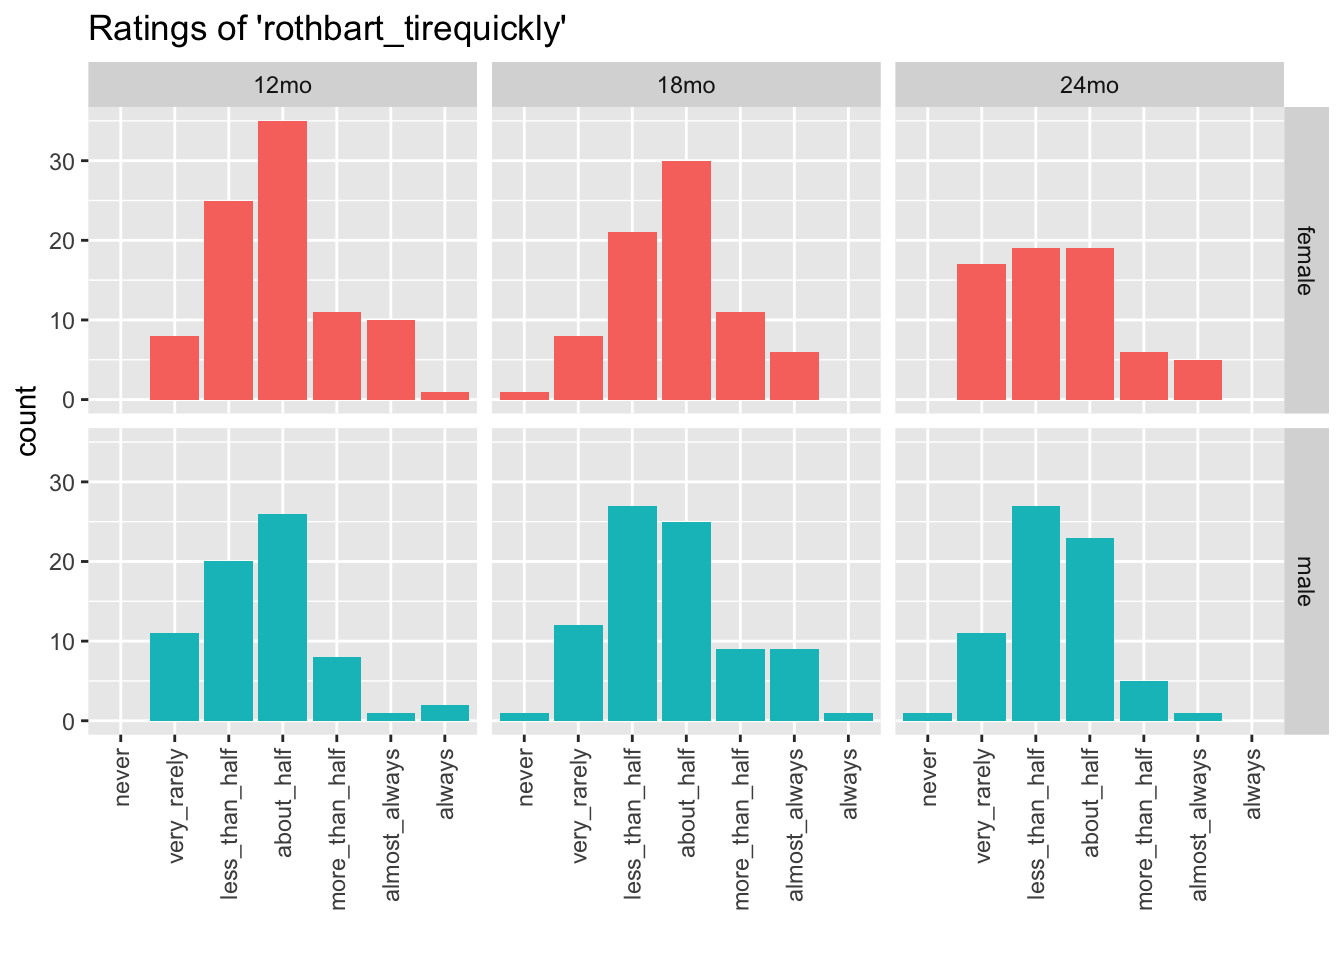 Ratings of 'rothbart_tirequickly'
12mo 18mo 24mo
30
20
10
0
female
count
30
20
10
0
male
never very_rarely less_than_half about_half more_than_half almost_always always never very_rarely less_than_half about_half more_than_half almost_always always never very_rarely less_than_half about_half more_than_half almost_always always